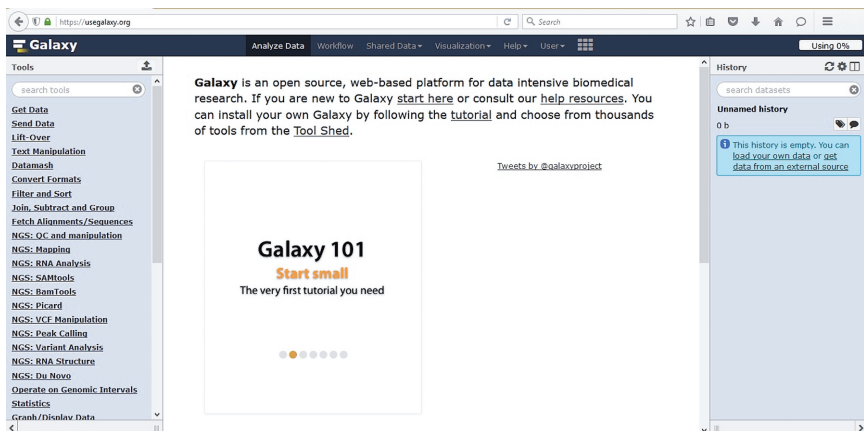 https://usegalaxy.org
Search
Galaxy
Analyze Data Workflow Shared Data Visualization Help User
Using 0%
Tools
search tools
Get Data
Send Data
Lift-Over
Text Manipulation
Datamash
Convert Formats
Filter and Sort
Join, Subtract and Group
Fetch Alignments/Sequences
NGS: QC and manipulation
NGS: Mapping
NGS: RNA Analysis
NGS: SAMtools
NGS: BamTools
NGS: Picard
NGS: VCF Manipulation
NGS: Peak Calling
NGS: Variant Analysis
NGS: RNA Structure
NGS: Du Novo
Operate on Genomic Intervals
Statistics
Graph/Display Data
Galaxy is an open source, web-based platform for data intensive biomedical
research. If you are new to Galaxy start here or consult our help resources. You
can install your own Galaxy by following the tutorial and choose from thousands
of tools from the Tool Shed.
Galaxy 101
Start small
The very first tutorial you need
Tweets by @galaxyproject
History
search datasets
Unnamed history
0 b
This history is empty. You can
load your own data or get
data from an external source